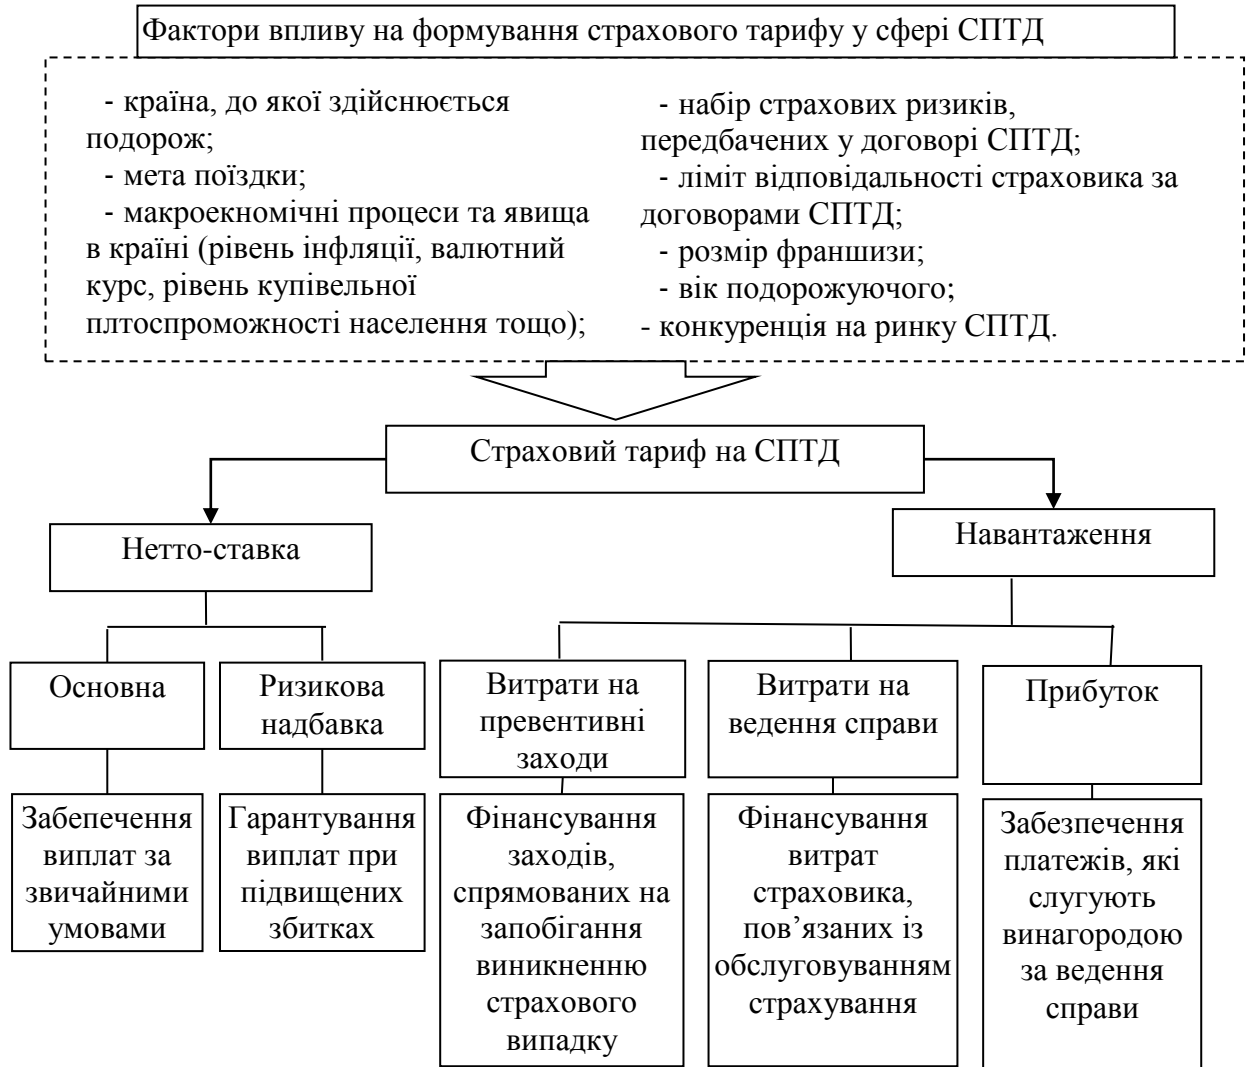 Фактори впливу на формування страхового тарифу у сфері СПТД
- країна, до якої здійснюється
подорож;
- мета поїздки;
- макроекномічні процеси та явища
в країні (рівень інфляції, валютний
курс, рівень купівельної
плтоспроможності населення тощо);
- набір страхових ризиків,
передбачених у договорі СПТД;
- ліміт відповідальності страховика за
договорами СПТД;
- розмір франшизи;
- вік подорожуючого;
- конкуренція на ринку СПТД.
Страховий тариф на СПТД
Нетто-ставка
Навантаження
Основна
Ризикова
надбавка
Витрати на
превентивні
заходи
Витрати на
ведення справи
Прибуток
Забепечення
виплат за
звичайними
умовами
Гарантування
виплат при
підвищених
збитках
Фінансування
заходів,
спрямованих на
запобігання
виникненню
страхового
випадку
Фінансування
витрат
страховика,
пов’язаних із
обслуговуванням
страхування
Забезпечення
платежів, які
слугують
винагородою
за ведення
справи